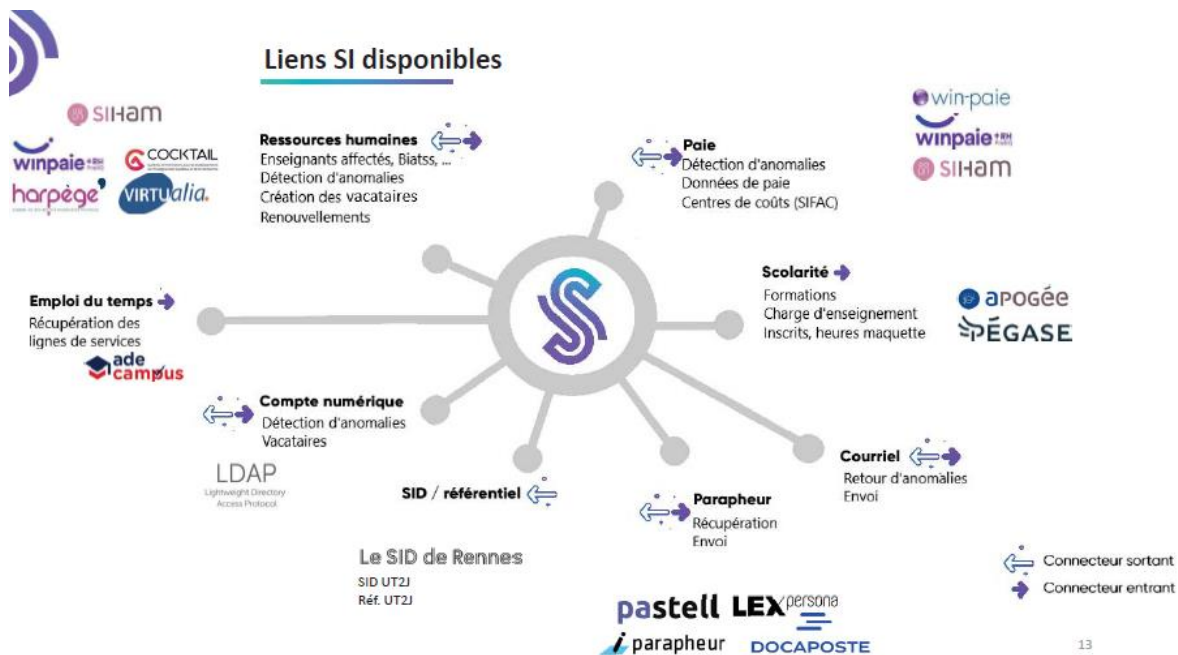 Liens SI disponibles
SIHAM
winpaie +RH
COCKTAIL
harpège'
VIRTUalia.
Ressources humaines
Enseignants affectés, Biatss, ...
Détection d'anomalies
Création des vacataires
Renouvellements
Paie
Détection d'anomalies
Données de paie
Centres de coûts (SIFAC)
win-paie
winpaie +RH
SIHAM
Emploi du temps
Récupération des
lignes de services
ade
campus
Scolarité
Formations
Charge d'enseignement
Inscrits, heures maquette
aPOGée
PÉGASE
Compte numérique
Détection d'anomalies
Vacataires
LDAP
Lightweight Directory
Access Protocol
SID / référentiel
Le SID de Rennes
SID UT2J
Réf. UT2J
Parapheur
Récupération
Envoi
pastell
LEX persona
i parapheur
DOCAPOSTE
Courriel
Retour d'anomalies
Envoi
Connecteur sortant
Connecteur entrant
13